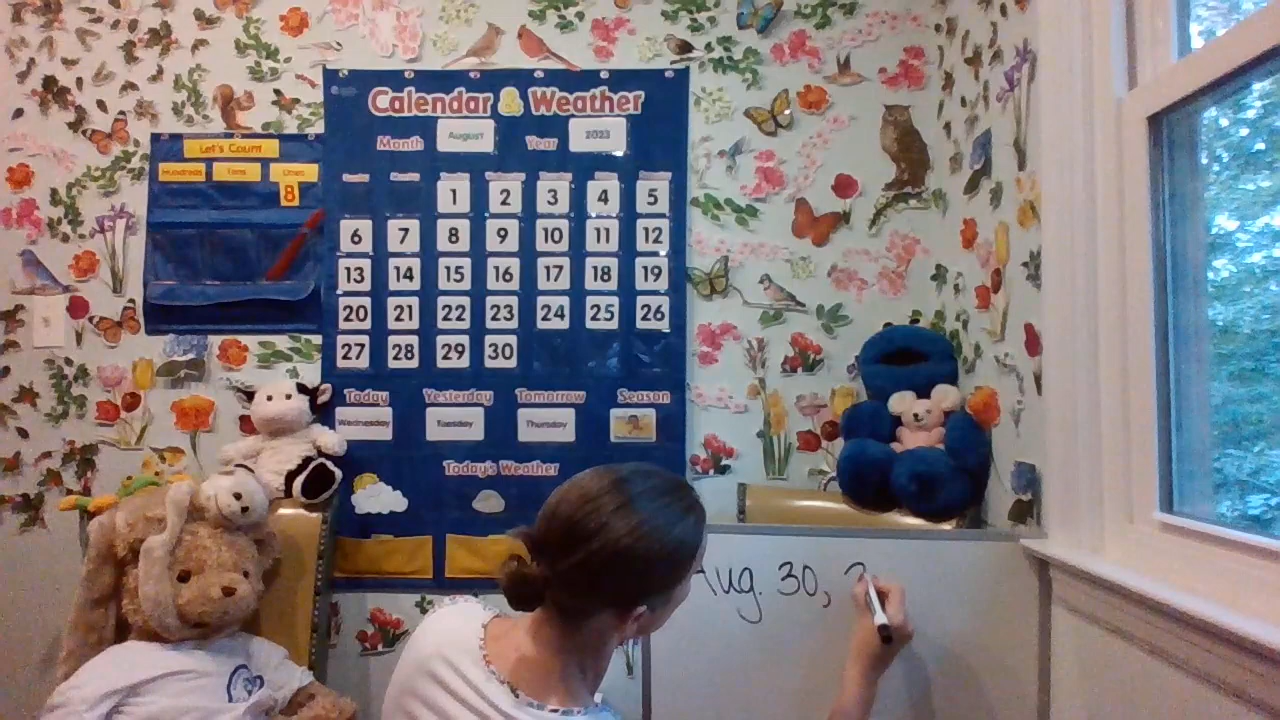 Let's Count
Hundreds Tens Ones
8
Calendar & Weather
Month August Year 2023
1 2 3 4 5
6 7 8 9 10 11 12
13 14 15 16 17 18 19
20 21 22 23 24 25 26
27 28 29 30
Today Yesterday Tomorrow Season
Wednesday Tuesday Thursday
Today's Weather
Aug. 30, 2